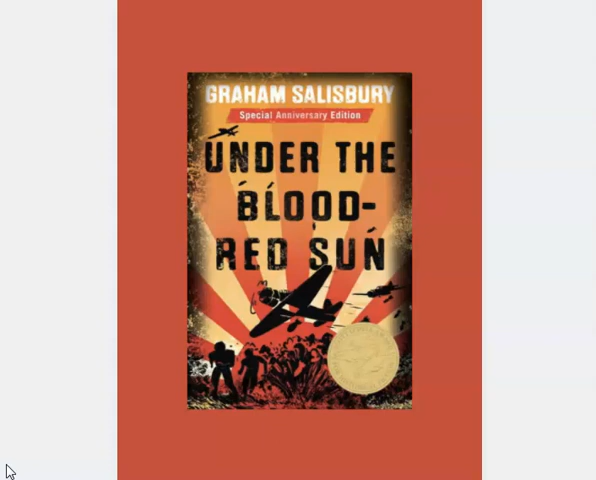 GRAHAM SALISBURY
Special Anniversary Edition
UNDER THE
BLOOD-
RED SUN